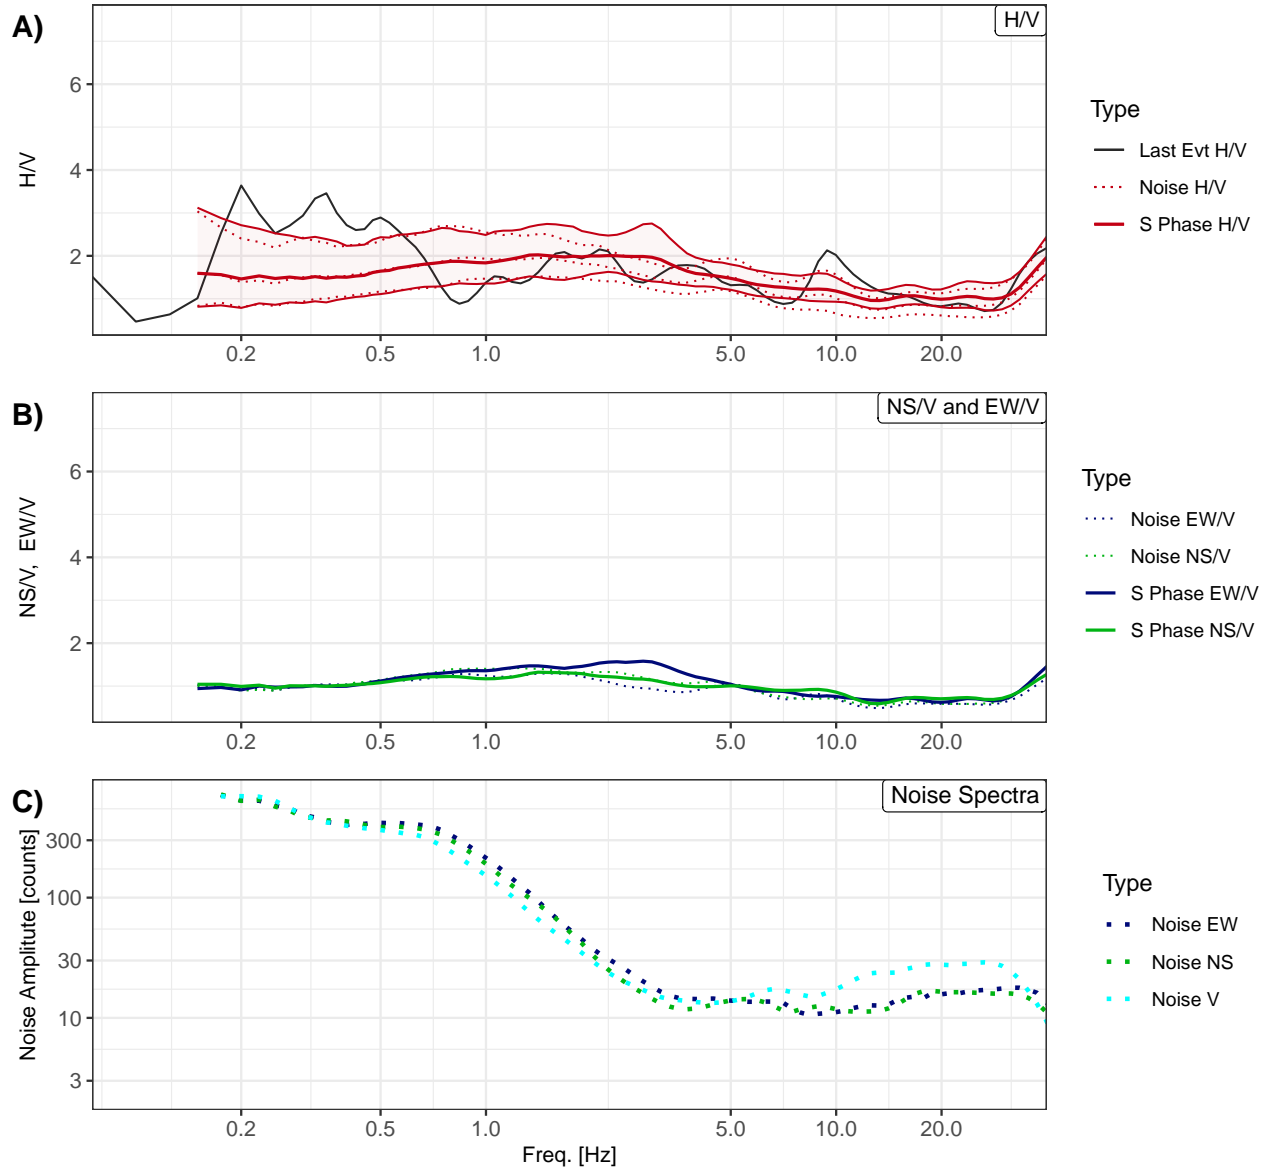 A)
H/V
6
4
2
H/V
0.2 0.5 1.0 5.0 10.0 20.0
Type
Last Evt H/V
Noise H/V
S Phase H/V
B)
NS/V and EW/V
6
4
2
NS/V, EW/V
0.2 0.5 1.0 5.0 10.0 20.0
Type
Noise EW/V
Noise NS/V
S Phase EW/V
S Phase NS/V
C)
Noise Spectra
300
100
30
10
3
Noise Amplitute [counts]
0.2 0.5 1.0 5.0 10.0 20.0
Freq. [Hz]
Type
Noise EW
Noise NS
Noise V